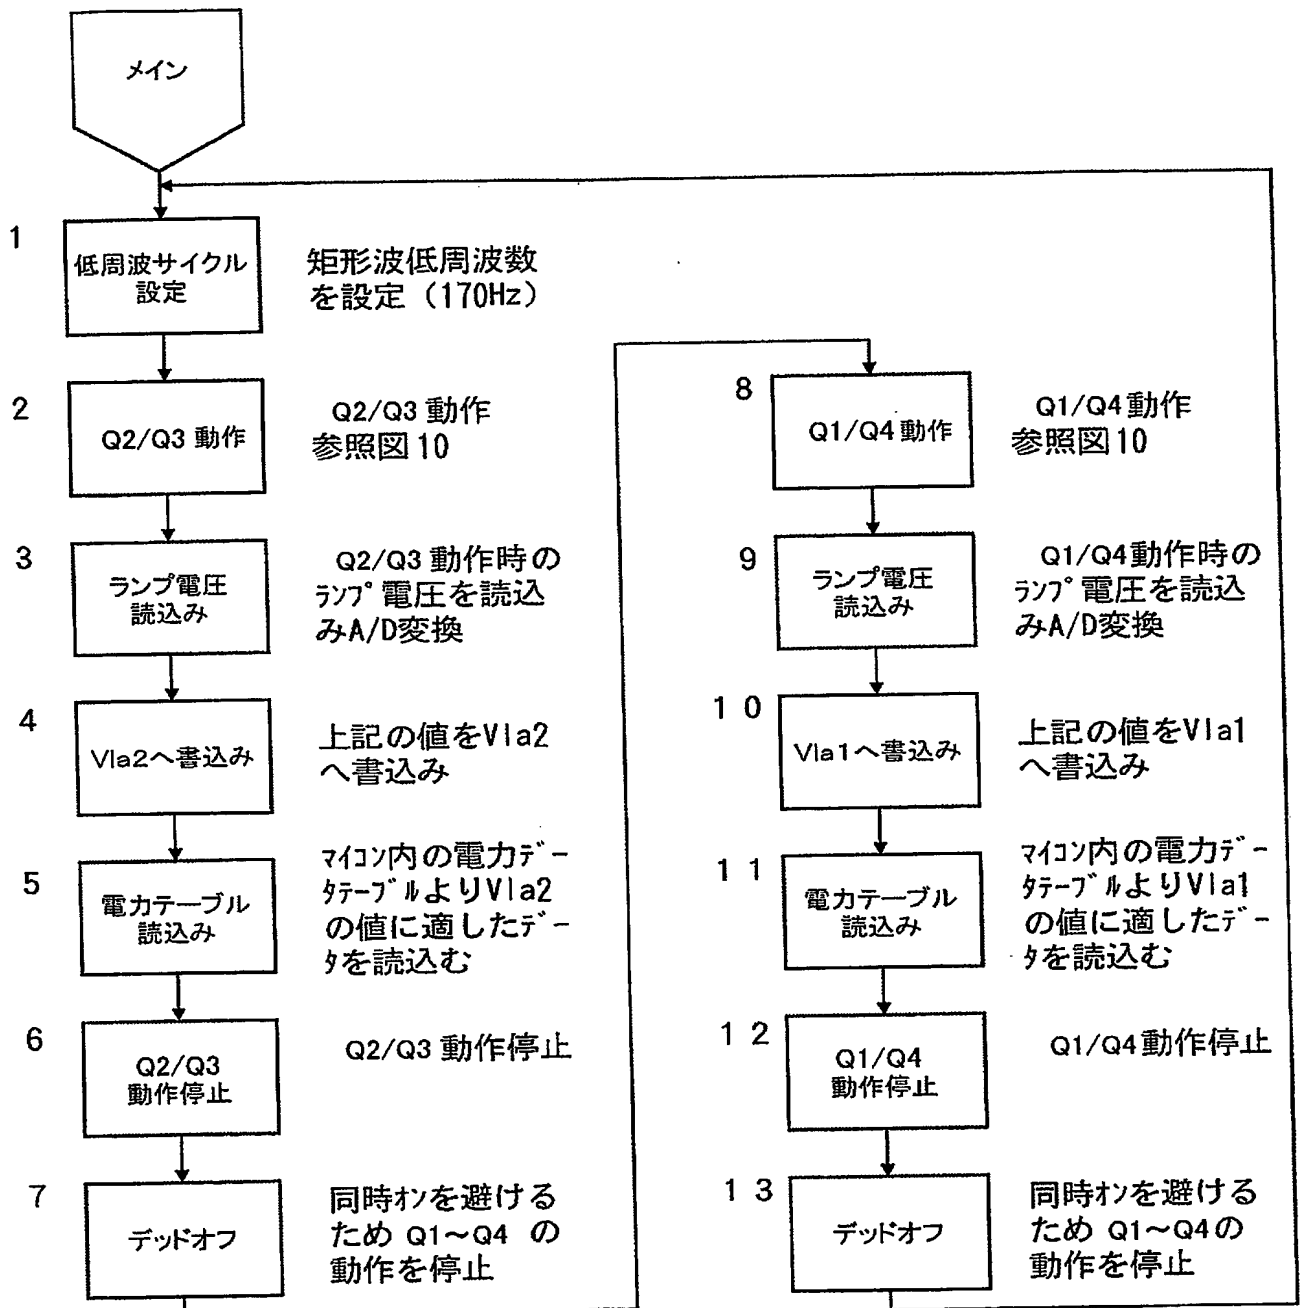 メイン
1
低周波サイクル
設定
矩形波低周波数
を設定（170Hz）
2
Q2/Q3 動作
Q2/Q3 動作
参照図10
3
ランプ電圧
読込み
Q2/Q3 動作時の
ﾗﾝﾌﾟ電圧を読込
みA/D変換
4
Vla2へ書込み
上記の値をVla2
へ書込み
5
電力テーブル
読込み
ﾏｲｺﾝ内の電力ﾃﾞｰ
ﾀﾃｰﾌﾞﾙよりVla2
の値に適したﾃﾞｰ
ﾀを読込む
6
Q2/Q3
動作停止
Q2/Q3 動作停止
7
デッドオフ
同時ｵﾝを避ける
ため Q1～Q4 の
動作を停止
8
Q1/Q4 動作
Q1/Q4 動作
参照図10
9
ランプ電圧
読込み
Q1/Q4動作時の
ﾗﾝﾌﾟ電圧を読込
みA/D変換
10
Vla1へ書込み
上記の値をVla1
へ書込み
11
電力テーブル
読込み
ﾏｲｺﾝ内の電力ﾃﾞｰ
ﾀﾃｰﾌﾞﾙよりVla1
の値に適したﾃﾞｰ
ﾀを読込む
12
Q1/Q4
動作停止
Q1/Q4動作停止
13
デッドオフ
同時ｵﾝを避ける
ため Q1～Q4の
動作を停止